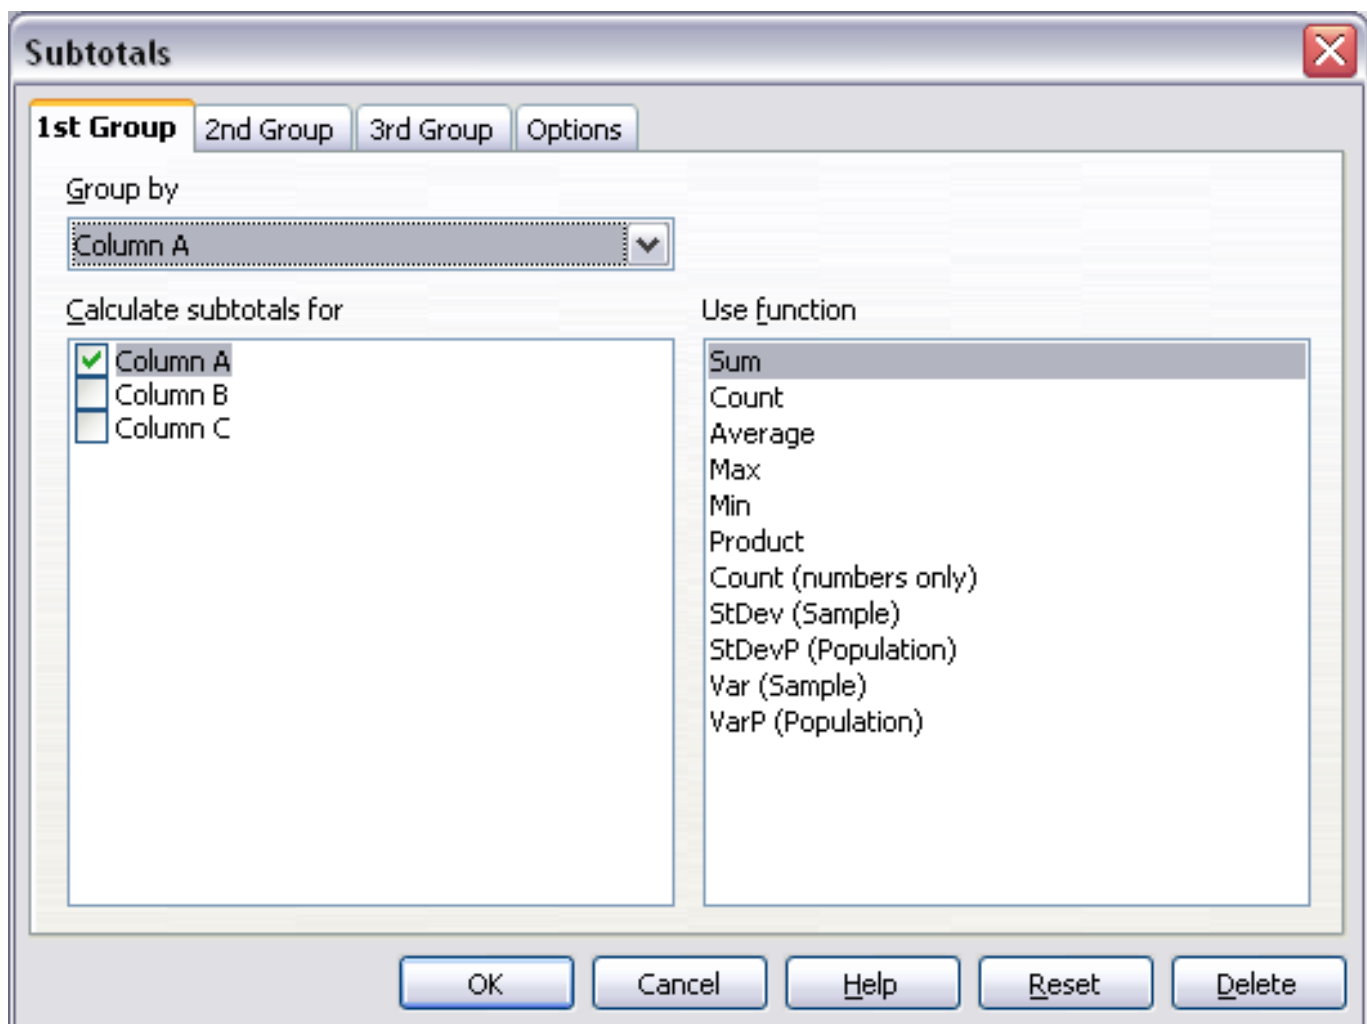 Subtotals
1st Group 2nd Group 3rd Group Options
Group by
Column A
Calculate subtotals for
Column A
Column B
Column C
Use function
Sum
Count
Average
Max
Min
Product
Count (numbers only)
StDev (Sample)
StDevP (Population)
Var (Sample)
VarP (Population)
OK Cancel Help Reset Delete